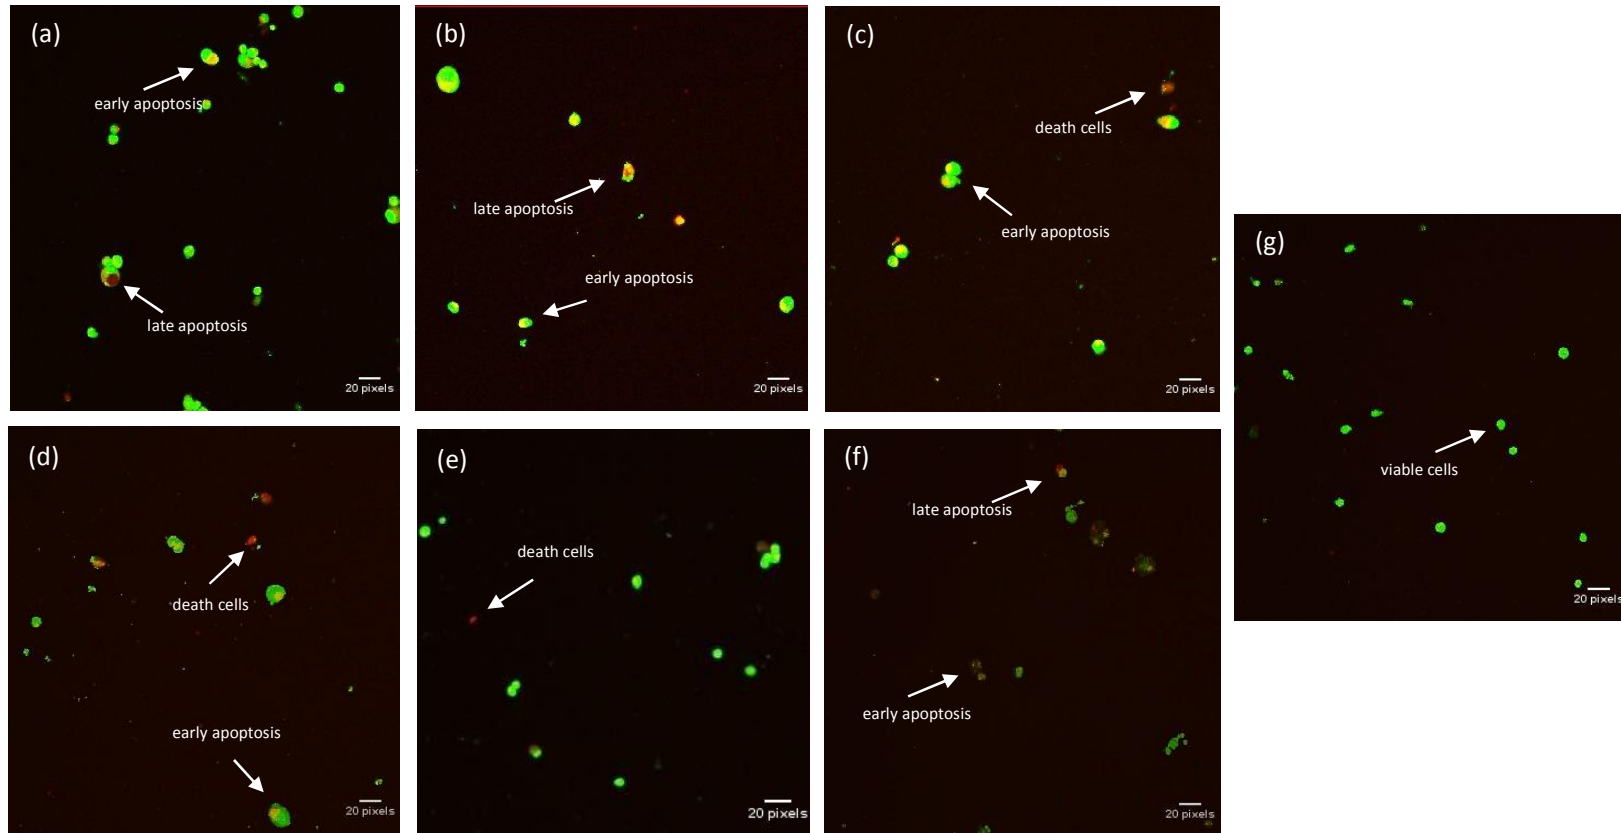 (a)
early apoptosis
late apoptosis
20 pixels
(b)
late apoptosis
early apoptosis
20 pixels
(c)
death cells
early apoptosis
20 pixels
(d)
death cells
early apoptosis
20 pixels
(e)
death cells
20 pixels
(f)
late apoptosis
early apoptosis
20 pixels
(g)
viable cells
20 pixels